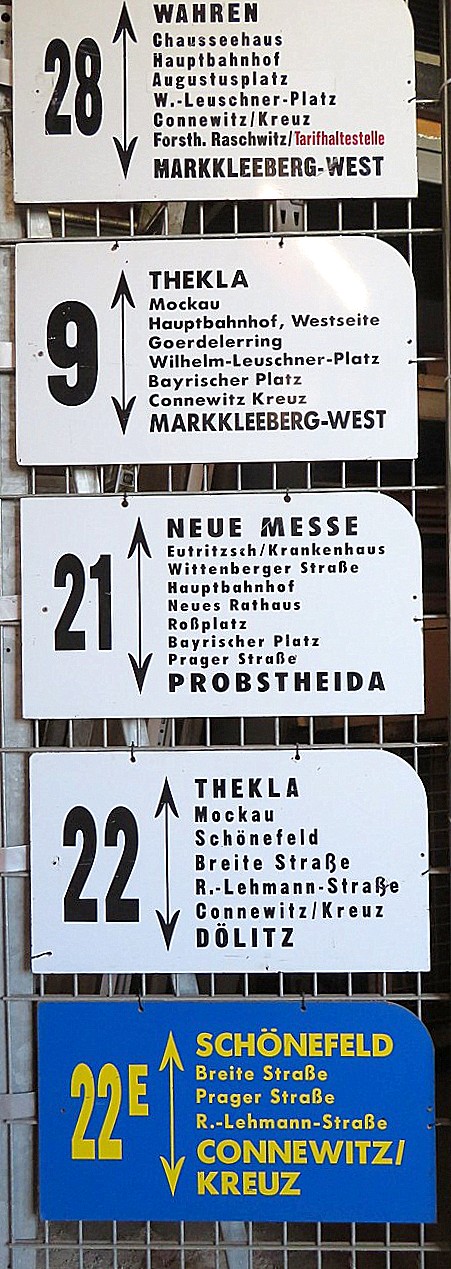 28
WAHREN
Chausseehaus
Hauptbahnhof
Augustusplatz
W.-Leuschner-Platz
Connewitz/Kreuz
Forsth. Raschwitz/Tarifhaltestelle
MARKKLEEBERG-WEST
9
THEKLA
Mockau
Hauptbahnhof, Westseite
Goerdelerring
Wilhelm-Leuschner-Platz
Bayrischer Platz
Connewitz Kreuz
MARKKLEEBERG-WEST
21
NEUE MESSE
Eutritzsch/Krankenhaus
Wittenberger Straße
Hauptbahnhof
Neues Rathaus
Roßplatz
Bayrischer Platz
Prager Straße
PROBSTHEIDA
22
THEKLA
Mockau
Schönefeld
Breite Straße
R.-Lehmann-Straße
Connewitz/Kreuz
DÖLITZ
22E
SCHÖNEFELD
Breite Straße
Prager Straße
R.-Lehmann-Straße
CONNEWITZ/
KREUZ